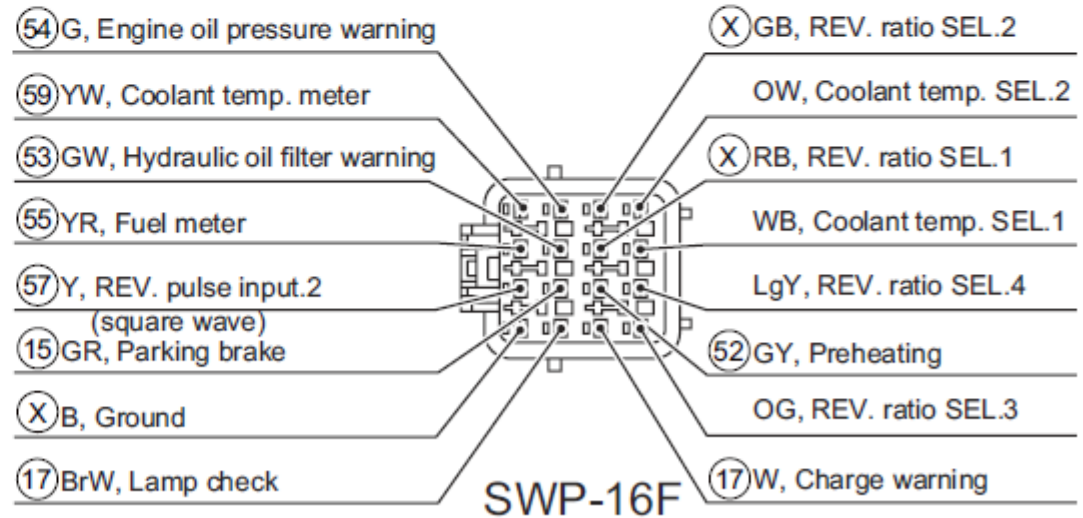 54 G, Engine oil pressure warning
59 YW, Coolant temp. meter
53 GW, Hydraulic oil filter warning
55 YR, Fuel meter
57 Y, REV. pulse input.2
(square wave)
15 GR, Parking brake
X B, Ground
17 BrW, Lamp check
X GB, REV. ratio SEL.2
OW, Coolant temp. SEL.2
X RB, REV. ratio SEL.1
WB, Coolant temp. SEL.1
LgY, REV. ratio SEL.4
52 GY, Preheating
OG, REV. ratio SEL.3
17 W, Charge warning
SWP-16F